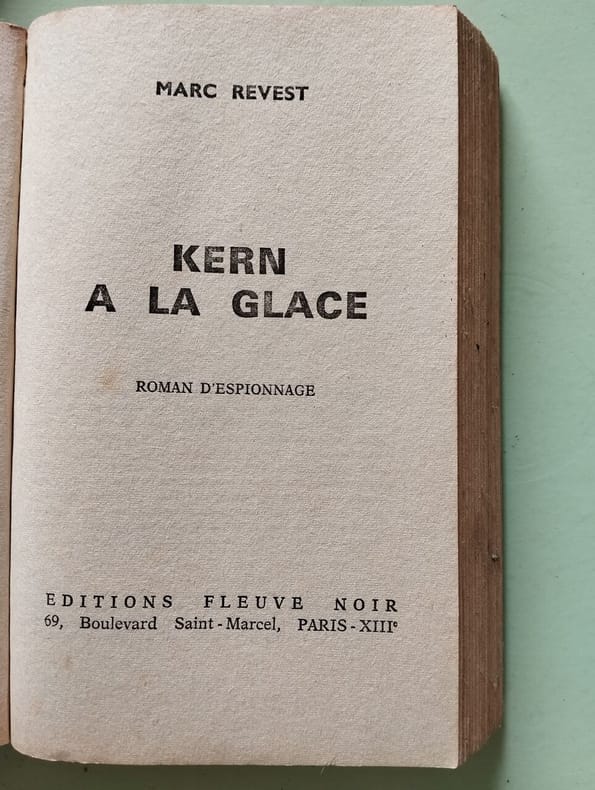 MARC REVEST
KERN
A LA GLACE
ROMAN D'ESPIONNAGE
EDITIONS FLEUVE NOIR
69, Boulevard Saint-Marcel, PARIS-XIIIᵉ